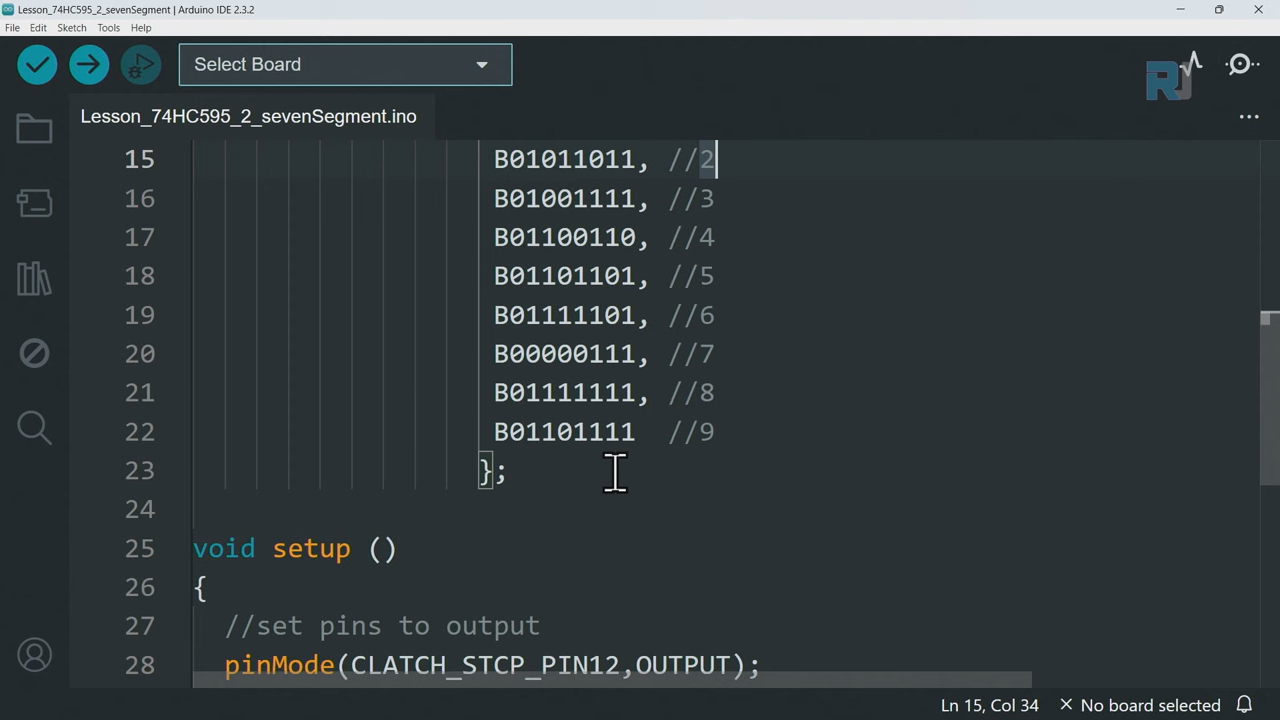 Lesson_74HC595_2_sevenSegment | Arduino IDE 2.3.2
File Edit Sketch Tools Help
Select Board
RJ
Lesson_74HC595_2_sevenSegment.ino
15 B01011011, //2
16 B01001111, //3
17 B01100110, //4
18 B01101101, //5
19 B01111101, //6
20 B00000111, //7
21 B01111111, //8
22 B01101111 //9
23 };
24
25 void setup ()
26 {
27 //set pins to output
28 pinMode(CLATCH_STCP_PIN12,OUTPUT);
Ln 15, Col 34 × No board selected